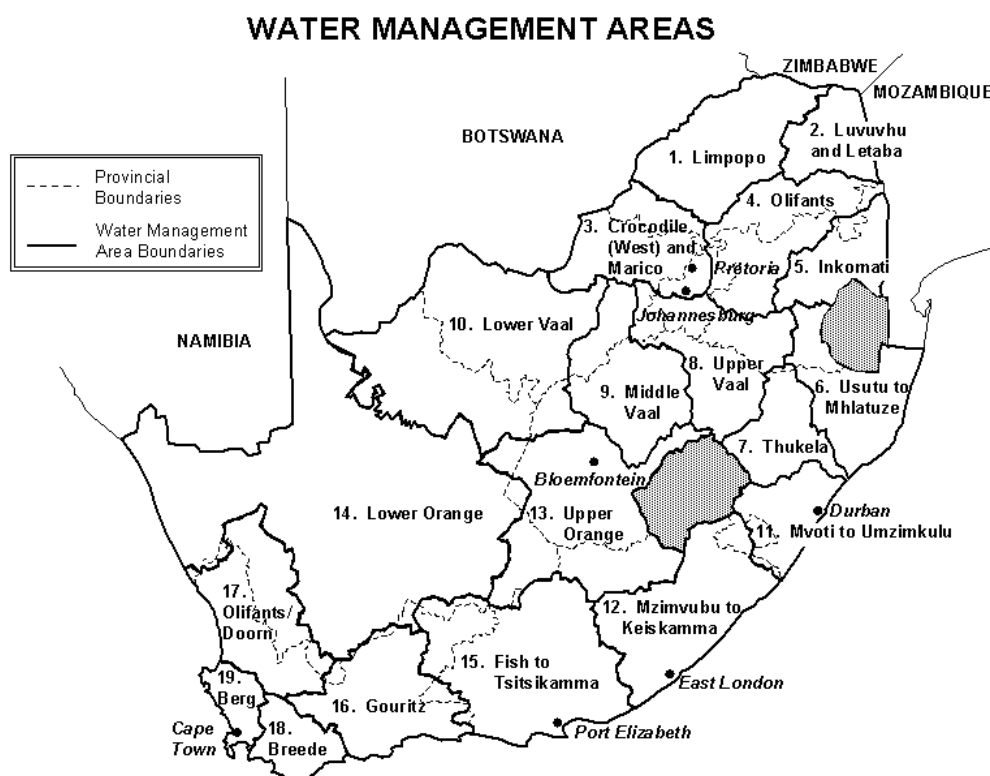 WATER MANAGEMENT AREAS
ZIMBABWE
MOZAMBIQUE
BOTSWANA
2. Luvuvhu
and Letaba
1. Limpopo
Provincial
Boundaries
Water Management
Area Boundaries
4. Olifants
3. Crocodile
(West) and
Marico
Pretoria
5. Inkomati
Johannesburg
10. Lower Vaal
NAMIBIA
8. Upper
Vaal
9. Middle
Vaal
6. Usutu to
Mhlatuze
7. Thukela
Bloemfontein
14. Lower Orange
13. Upper
Orange
Durban
11. Mvoti to Umzimkulu
17.
Olifants/
Doorn
12. Mzimvubu to
Keiskamma
15. Fish to
Tsitsikamma
19.
Berg
16. Gouritz
East London
Cape
Town
18.
Breede
Port Elizabeth